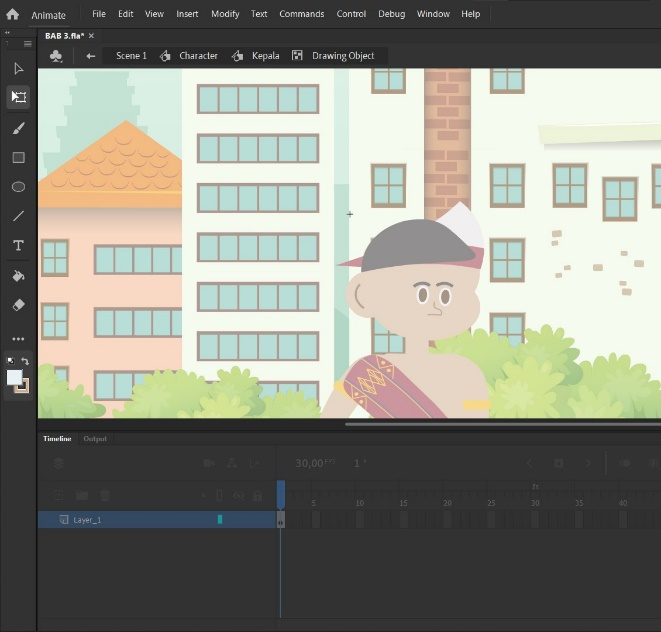 Animate File Edit View Insert Modify Text Commands Control Debug Window Help
BAB 3.fla* ×
Scene 1 Character Kepala Drawing Object
T
Timeline Output
30,00 FPS 1 F
1s
5 10 15 20 25 30 35 40
Layer_1